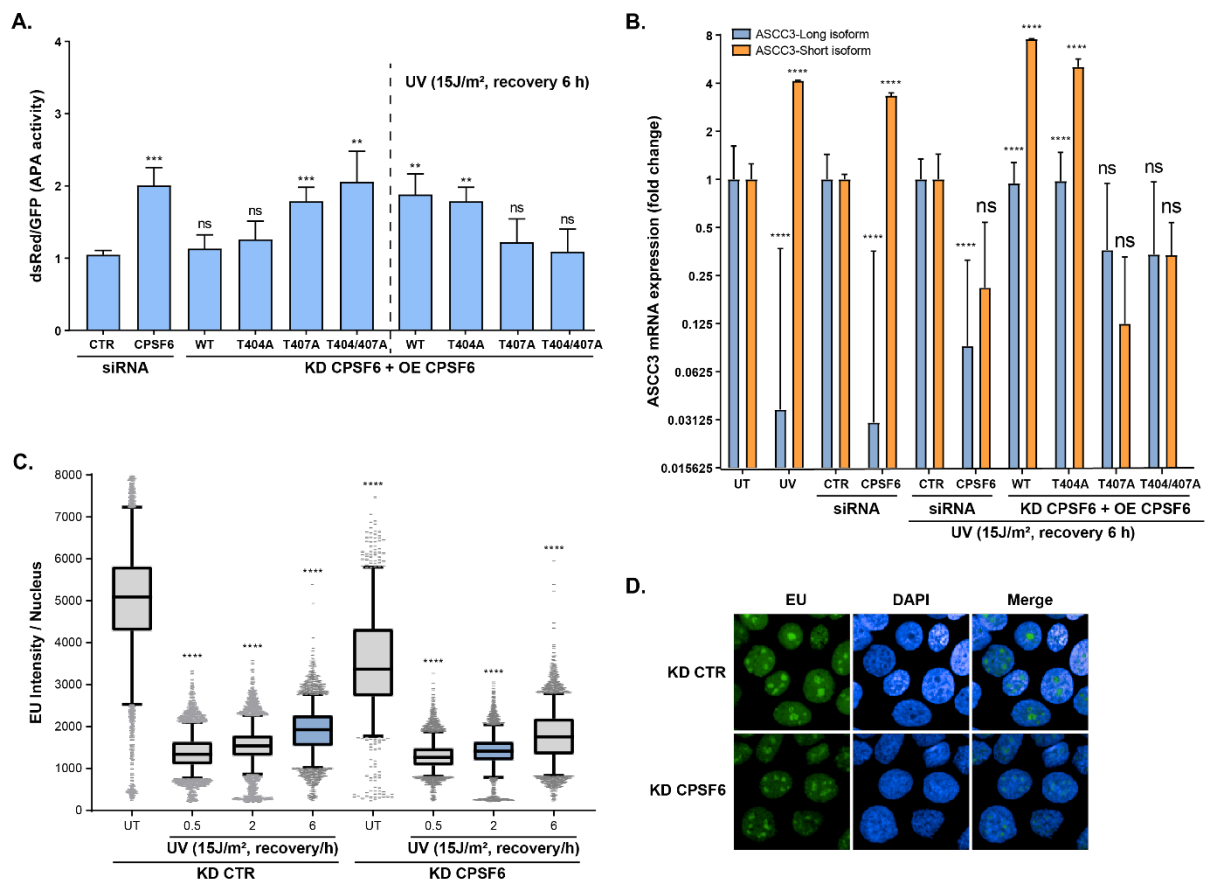 A.
dsRed/GFP (APA activity)
4
3
2
1
0
UV (15J/m², recovery 6 h)
*** ns ns *** ** ** ** ns ns
CTR CPSF6 WT T404A T407A T404/407A WT T404A T407A T404/407A
siRNA KD CPSF6 + OE CPSF6
B.
ASCC3 mRNA expression (fold change)
ASCC3-Long isoform
ASCC3-Short isoform
8
4
2
1
0.5
0.25
0.125
0.0625
0.03125
0.015625
**** **** **** **** **** ns **** **** **** **** ns ns ns ns
UT UV CTR CPSF6 CTR CPSF6 WT T404A T407A T404/407A
siRNA siRNA KD CPSF6 + OE CPSF6
UV (15J/m², recovery 6 h)
C.
EU Intensity / Nucleus
8000
7000
6000
5000
4000
3000
2000
1000
0
**** **** **** **** **** **** ****
UT 0.5 2 6 UT 0.5 2 6
UV (15J/m², recovery/h) UV (15J/m², recovery/h)
KD CTR KD CPSF6
D.
EU DAPI Merge
KD CTR
KD CPSF6